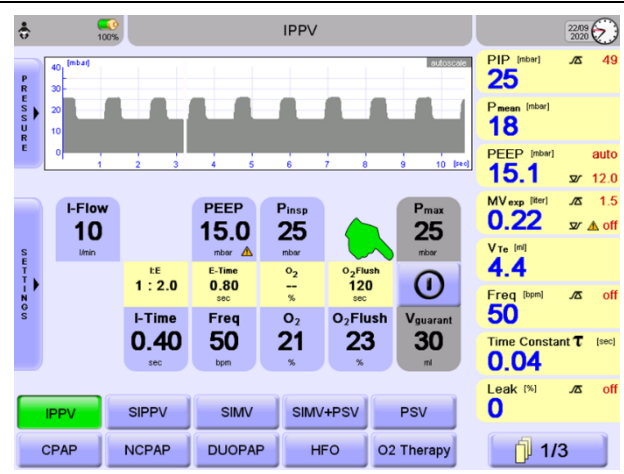 100%
IPPV
22/09
2020
PRESSURE
[mbar]
autoscale
40
30
20
10
0
1 2 3 4 5 6 7 8 9 10 [sec]
PIP [mbar] 49
25
Pmean [mbar]
18
PEEP [mbar] auto
15.1 12.0
MVexp [liter] 1.5
0.22 off
VTe [ml]
4.4
Freq [bpm] off
50
Time Constant τ [sec]
0.04
Leak [%] off
0
SETTINGS
I-Flow PEEP Pinsp Pmax
10 15.0 25 25
l/min mbar mbar mbar
I:E E-Time O2 O2Flush
1 : 2.0 0.80 -- 120
sec % sec
I-Time Freq O2 O2Flush Vguarant
0.40 50 21 23 30
sec bpm % % ml
IPPV SIPPV SIMV SIMV+PSV PSV
CPAP NCPAP DUOPAP HFO O2 Therapy
1/3